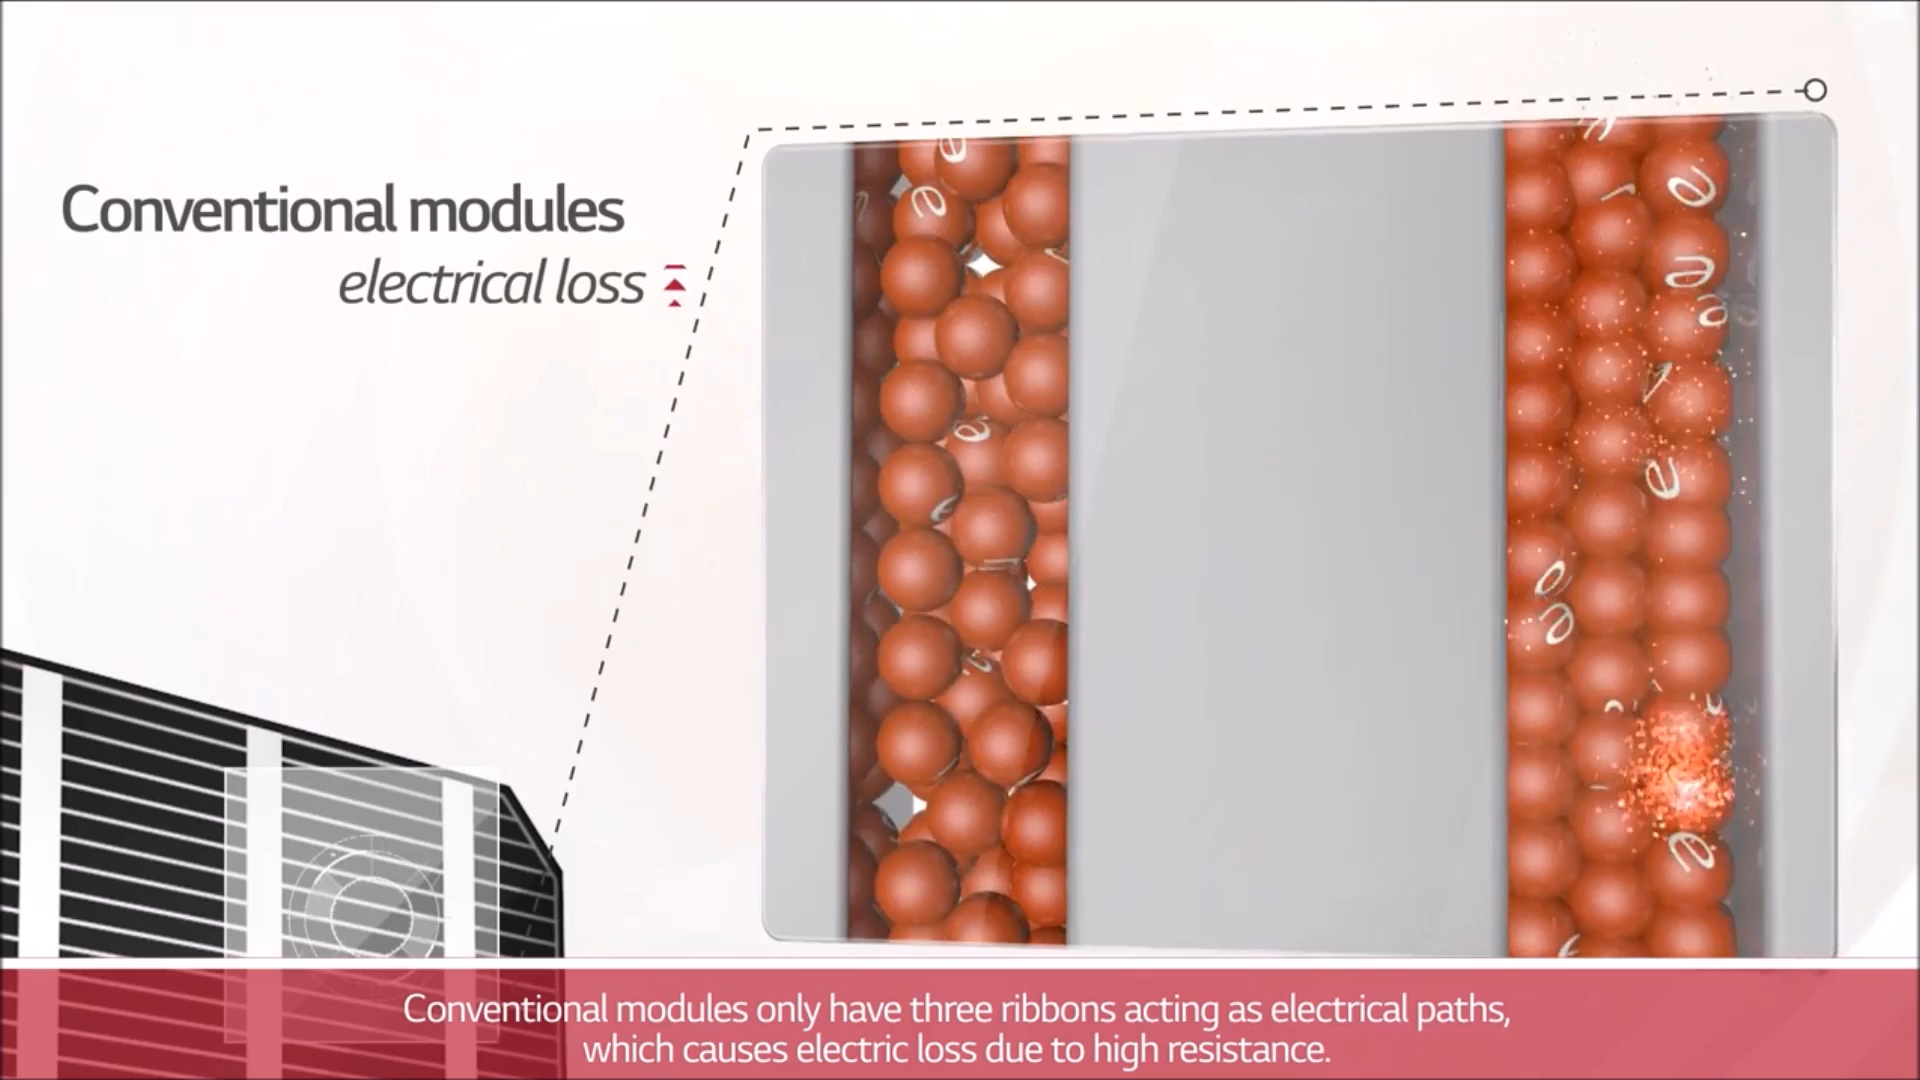 Conventional modules
electrical loss
e
e
e
e
e
e
e
e
e
e
Conventional modules only have three ribbons acting as electrical paths,
which causes electric loss due to high resistance.